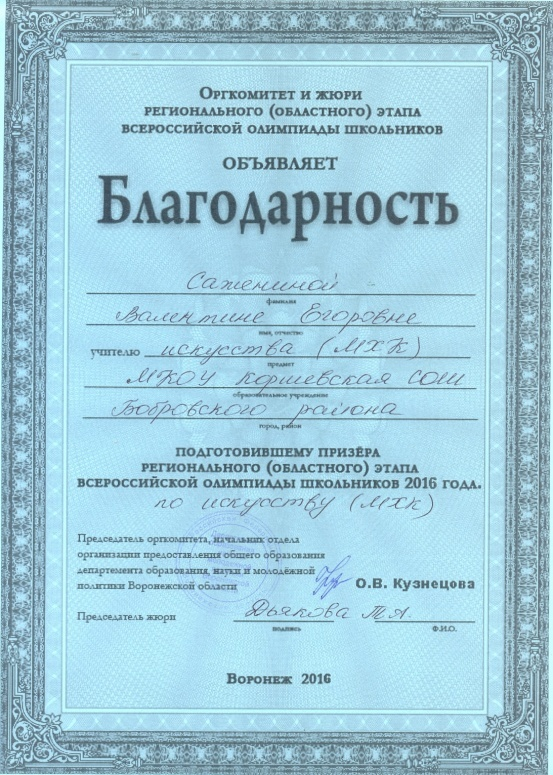 Оргкомитет и жюри
регионального (областного) этапа
всероссийской олимпиады школьников
объявляет
Благодарность
Сажениной
фамилия
Валентине Егоровне
имя, отчество
учителю искусства (МХК)
предмет
МКОУ Коршевская СОШ
образовательное учреждение
Бобровского района
город, район
подготовившему призёра
регионального (областного) этапа
всероссийской олимпиады школьников 2016 года.
по искусству (МХК)
Председатель оргкомитета, начальник отдела
организации предоставления общего образования
департамента образования, науки и молодёжной
политики Воронежской области О.В. Кузнецова
Председатель жюри Дьякова Т.А.
подпись Ф.И.О.
Воронеж 2016